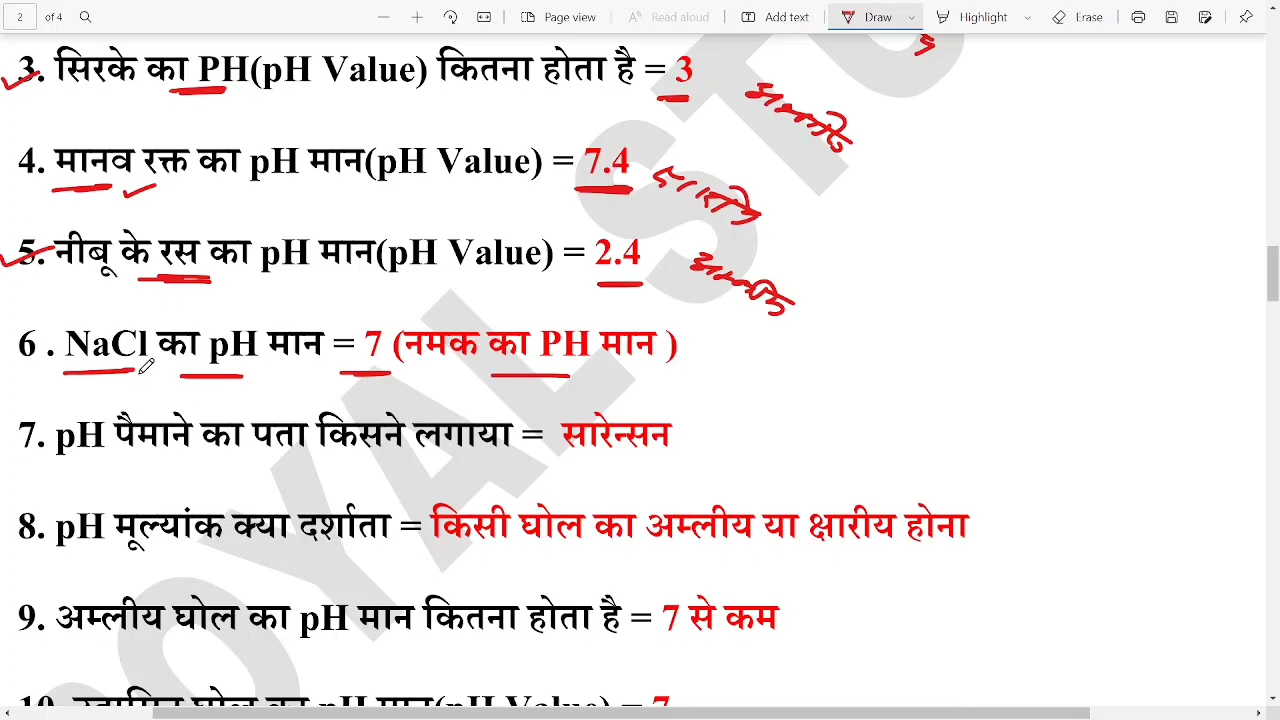 2 of 4 Page view Read aloud Add text Draw Highlight Erase
3. सिरके का PH(pH Value) कितना होता है = 3
4. मानव रक्त का pH मान(pH Value) = 7.4
5. नीबू के रस का pH मान(pH Value) = 2.4
6 . NaCl का pH मान = 7 (नमक का PH मान )
7. pH पैमाने का पता किसने लगाया = सारेन्सन
8. pH मूल्यांक क्या दर्शाता = किसी घोल का अम्लीय या क्षारीय होना
9. अम्लीय घोल का pH मान कितना होता है = 7 से कम